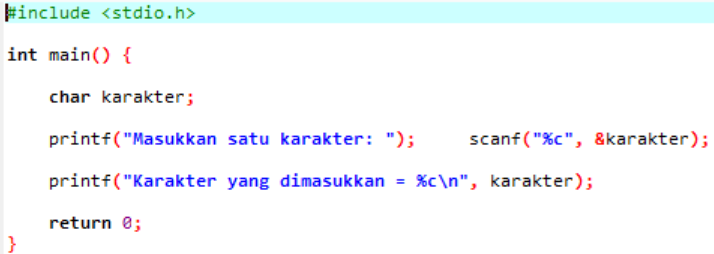 #include <stdio.h>
int main() {
char karakter;
printf("Masukkan satu karakter: ");     scanf("%c", &karakter);
printf("Karakter yang dimasukkan = %c\n", karakter);
return 0;
}